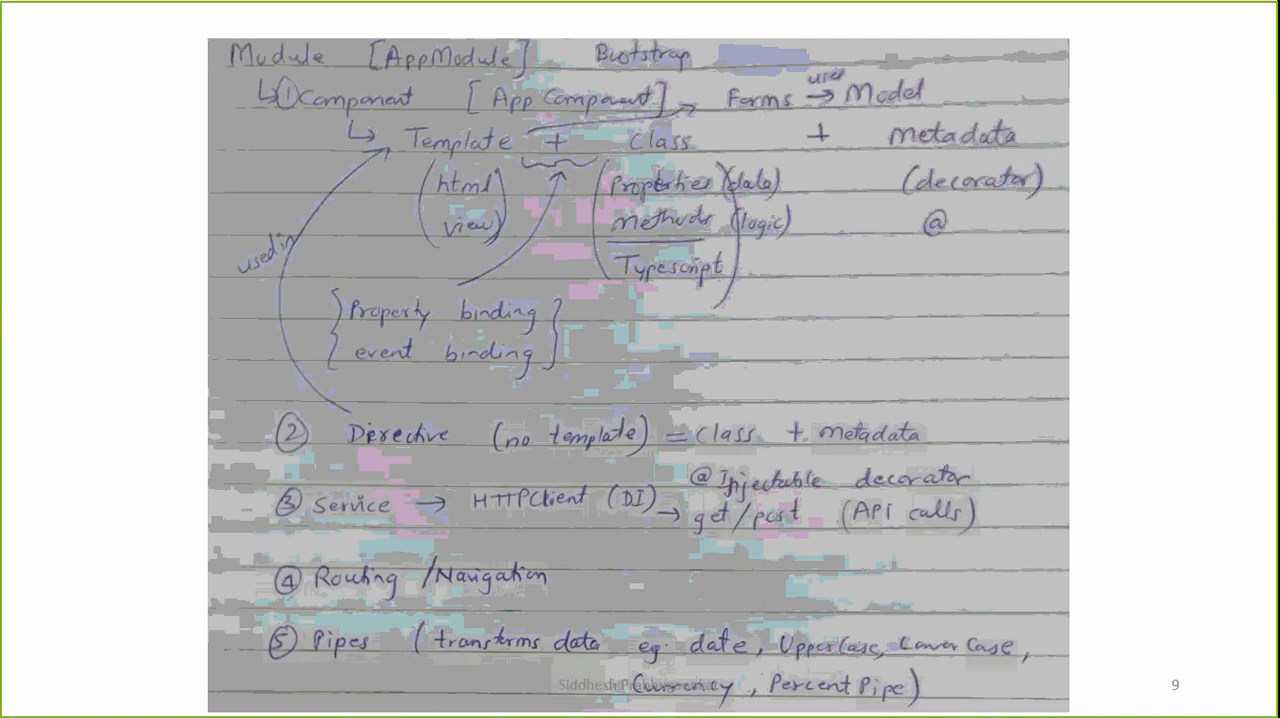 Module [AppModule] Bootstrap
↳ ① Component [App Component] → Forms uses → Model
↳ Template + Class + metadata
(html (Properties (data) (decorator)
view) methods (logic) @
Typescript)
used in
{ Property binding
event binding }
② Directive (no template) = class + metadata
@Injectable decorator
③ Service → HTTPClient (DI) → get/post (API calls)
④ Routing /Navigation
⑤ Pipes (transforms data eg. date, UpperCase, Lower Case,
Currency, Percent Pipe)
Siddhesh
9